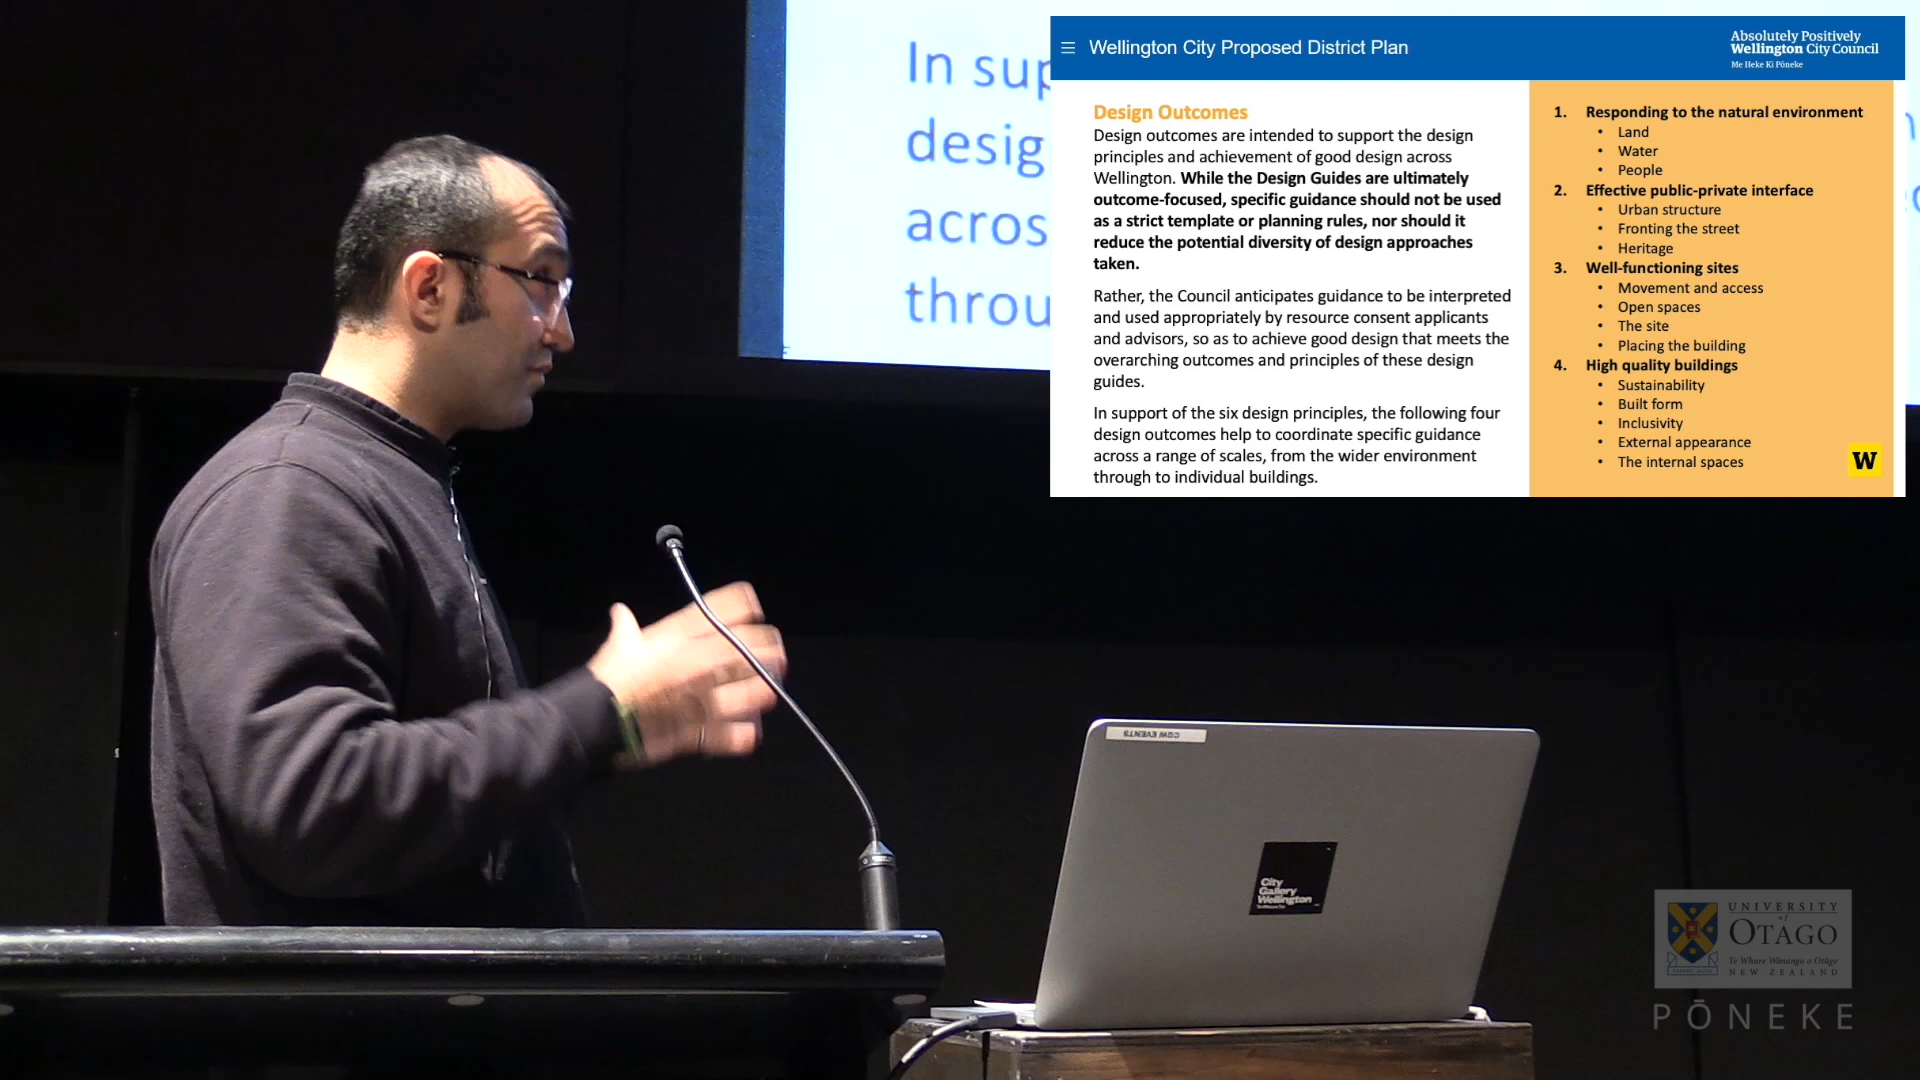 In sup
desig
acros
throu
Wellington City Proposed District Plan
Absolutely Positively
Wellington City Council
Me Heke Ki Pōneke
Design Outcomes
Design outcomes are intended to support the design
principles and achievement of good design across
Wellington. While the Design Guides are ultimately
outcome-focused, specific guidance should not be used
as a strict template or planning rules, nor should it
reduce the potential diversity of design approaches
taken.
Rather, the Council anticipates guidance to be interpreted
and used appropriately by resource consent applicants
and advisors, so as to achieve good design that meets the
overarching outcomes and principles of these design
guides.
In support of the six design principles, the following four
design outcomes help to coordinate specific guidance
across a range of scales, from the wider environment
through to individual buildings.
1. Responding to the natural environment
• Land
• Water
• People
2. Effective public-private interface
• Urban structure
• Fronting the street
• Heritage
3. Well-functioning sites
• Movement and access
• Open spaces
• The site
• Placing the building
4. High quality buildings
• Sustainability
• Built form
• Inclusivity
• External appearance
• The internal spaces
W
CGW EVENTS
City
Gallery
Wellington
UNIVERSITY
of
OTAGO
Te Whare Wānanga o Otāgo
NEW ZEALAND
PŌNEKE